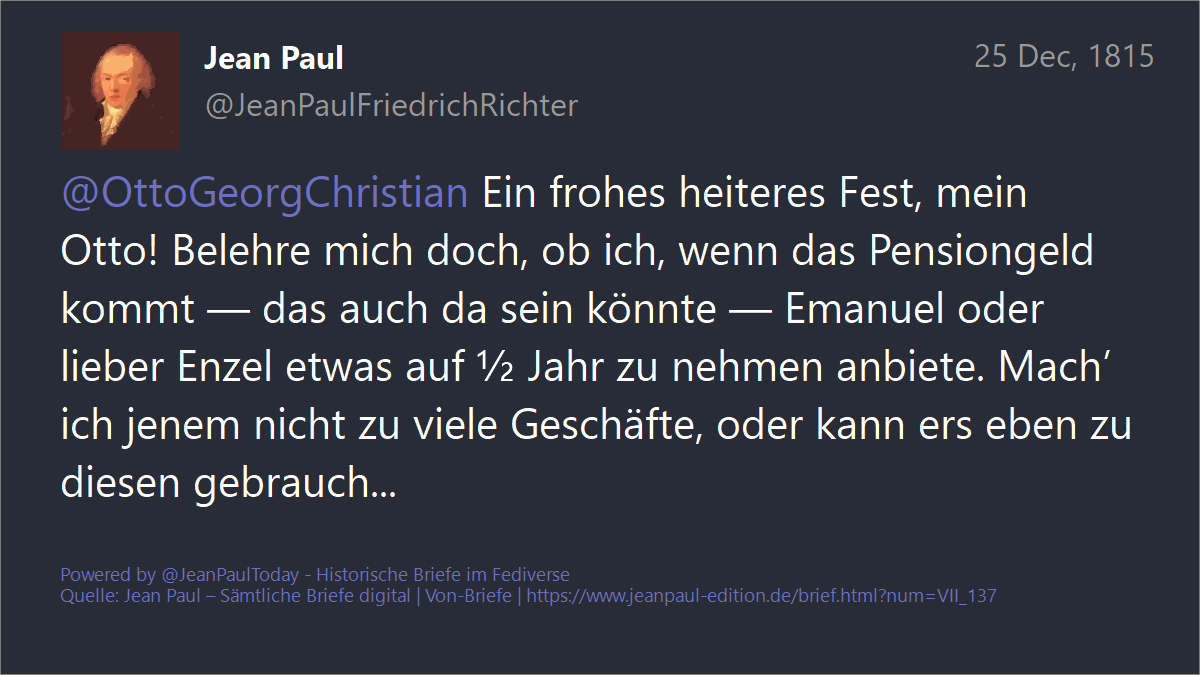 Jean Paul
25 Dec, 1815
@JeanPaulFriedrichRichter
@OttoGeorgChristian Ein frohes heiteres Fest, mein
Otto! Belehre mich doch, ob ich, wenn das Pensiongeld
kommt — das auch da sein könnte — Emanuel oder
lieber Enzel etwas auf ½ Jahr zu nehmen anbiete. Mach’
ich jenem nicht zu viele Geschäfte, oder kann ers eben zu
diesen gebrauch...
Powered by @JeanPaulToday - Historische Briefe im Fediverse
Quelle: Jean Paul – Sämtliche Briefe digital | Von-Briefe | https://www.jeanpaul-edition.de/brief.html?num=VII_137